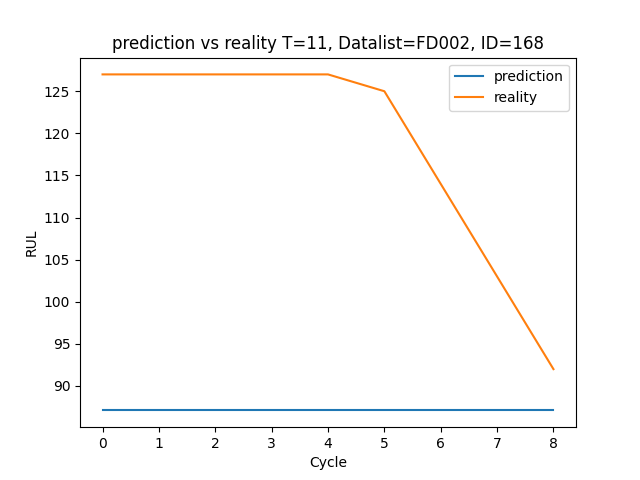 prediction vs reality T=11, Datalist=FD002, ID=168
prediction
reality
RUL
125
120
115
110
105
100
95
90
0 1 2 3 4 5 6 7 8
Cycle